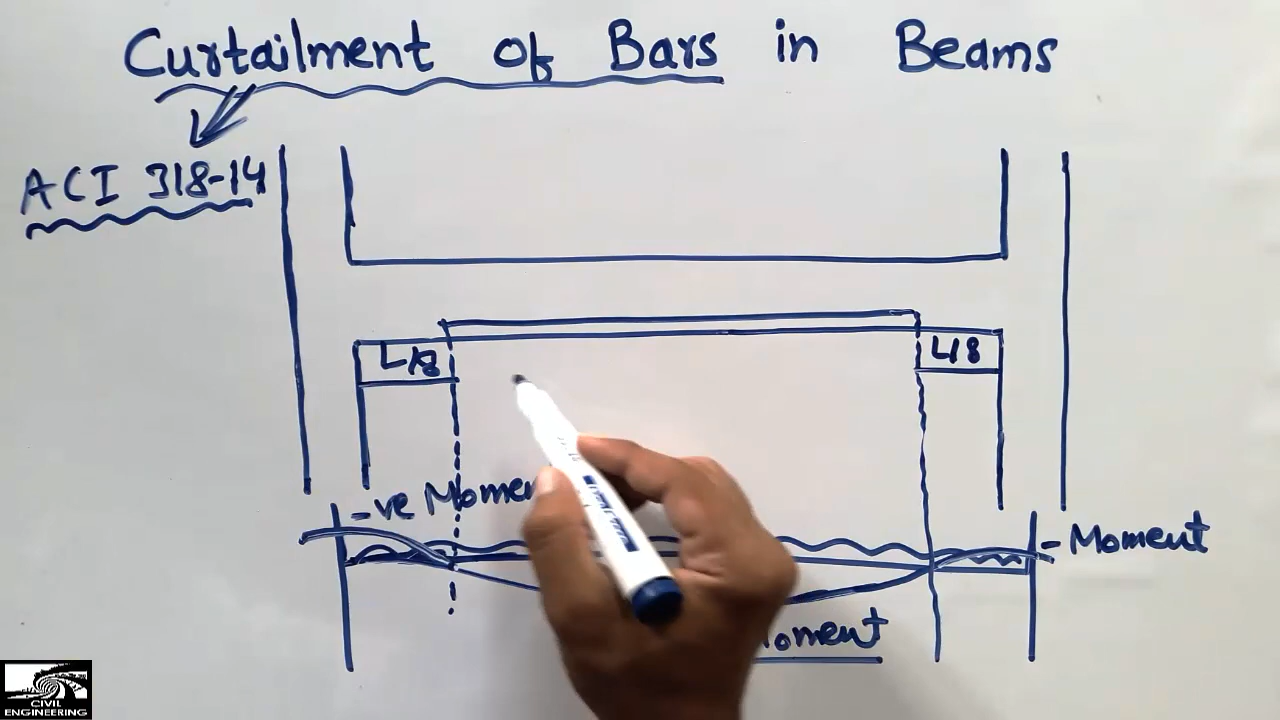 Curtailment of Bars in Beams
ACI 318-14
L/8 L/8
-ve Momen
- Moment
oment
CIVIL
ENGINEERING